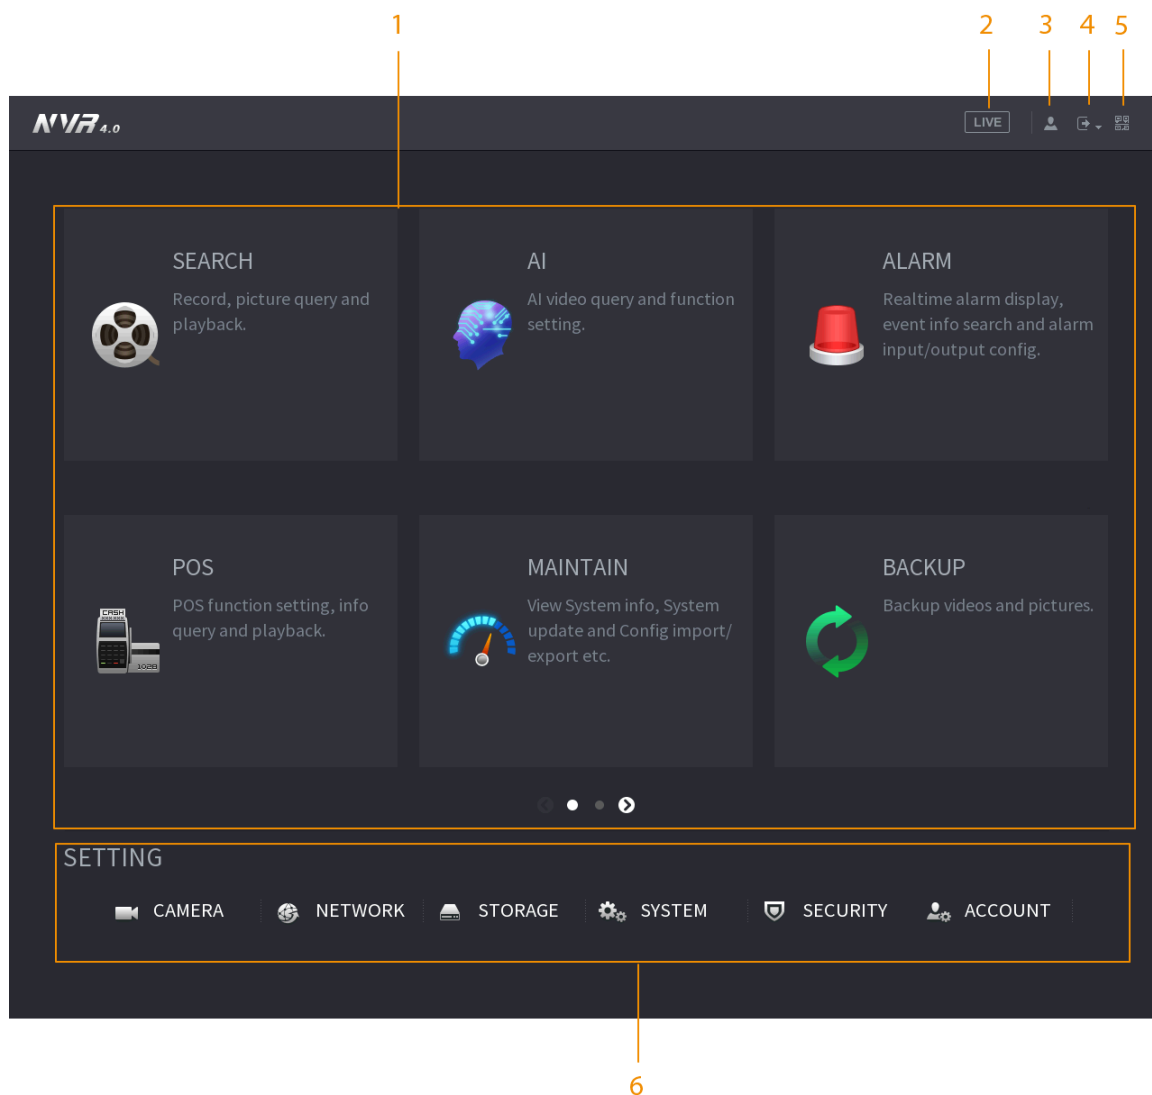 1
2
3
4
5
NVR 4.0
LIVE
SEARCH
Record, picture query and
playback.
AI
AI video query and function
setting.
ALARM
Realtime alarm display,
event info search and alarm
input/output config.
POS
POS function setting, info
query and playback.
CASH
1028
MAINTAIN
View System info, System
update and Config import/
export etc.
BACKUP
Backup videos and pictures.
SETTING
CAMERA
NETWORK
STORAGE
SYSTEM
SECURITY
ACCOUNT
6